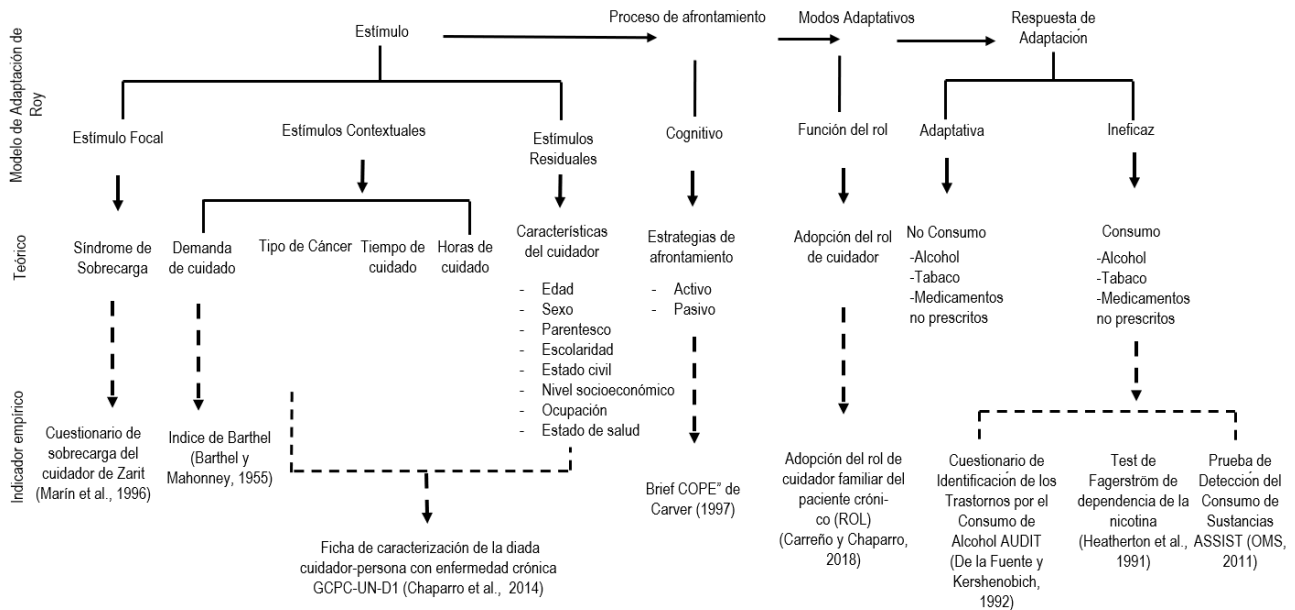 Modelo de Adaptación de
Roy
Estímulo
Proceso de afrontamiento
Modos Adaptativos
Respuesta de
Adaptación
Estímulo Focal
Estímulos Contextuales
Estímulos
Residuales
Cognitivo
Función del rol
Adaptativa
Ineficaz
Teórico
Síndrome de
Sobrecarga
Demanda
de cuidado
Tipo de Cáncer
Tiempo de
cuidado
Horas de
cuidado
Características
del cuidador
- Edad
- Sexo
- Parentesco
- Escolaridad
- Estado civil
- Nivel socioeconómico
- Ocupación
- Estado de salud
Estrategias de
afrontamiento
- Activo
- Pasivo
Adopción del rol
de cuidador
No Consumo
-Alcohol
-Tabaco
-Medicamentos
no prescritos
Consumo
-Alcohol
-Tabaco
-Medicamentos
no prescritos
Indicador empírico
Cuestionario de
sobrecarga del
cuidador de Zarit
(Marín et al., 1996)
Indice de Barthel
(Barthel y
Mahonney, 1955)
Ficha de caracterización de la diada
cuidador-persona con enfermedad crónica
GCPC-UN-D1 (Chaparro et al., 2014)
Brief COPE" de
Carver (1997)
Adopción del rol de
cuidador familiar del
paciente cróni-
co (ROL)
(Carreño y Chaparro,
2018)
Cuestionario de
Identificación de los
Trastornos por el
Consumo de
Alcohol AUDIT
(De la Fuente y
Kershenobich,
1992)
Test de
Fagerström de
dependencia de la
nicotina
(Heatherton et al.,
1991)
Prueba de
Detección del
Consumo de
Sustancias
ASSIST (OMS,
2011)